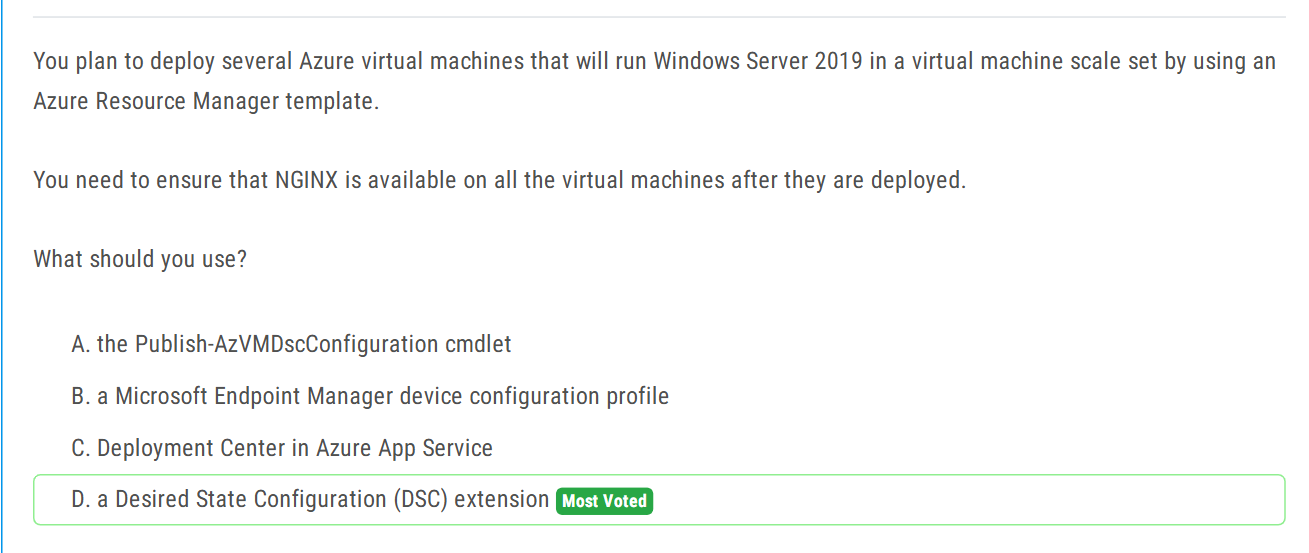 You plan to deploy several Azure virtual machines that will run Windows Server 2019 in a virtual machine scale set by using an
Azure Resource Manager template.
You need to ensure that NGINX is available on all the virtual machines after they are deployed.
What should you use?
A. the Publish-AzVMDscConfiguration cmdlet
B. a Microsoft Endpoint Manager device configuration profile
C. Deployment Center in Azure App Service
D. a Desired State Configuration (DSC) extension Most Voted